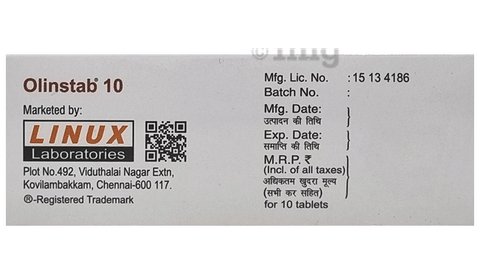 Olinstab® 10
Marketed by:
LINUX
Laboratories
Plot No.492, Viduthalai Nagar Extn,
Kovilambakkam, Chennai-600 117.
®-Registered Trademark
Mfg. Lic. No. : 15 13 4186
Batch No. :
Mfg. Date:
उत्पादन की तिथि
Exp. Date:
समाप्ति की तिथि
M.R.P. ₹
(Incl. of all taxes)
अधिकतम खुदरा मूल्य
(सभी कर सहित)
for 10 tablets